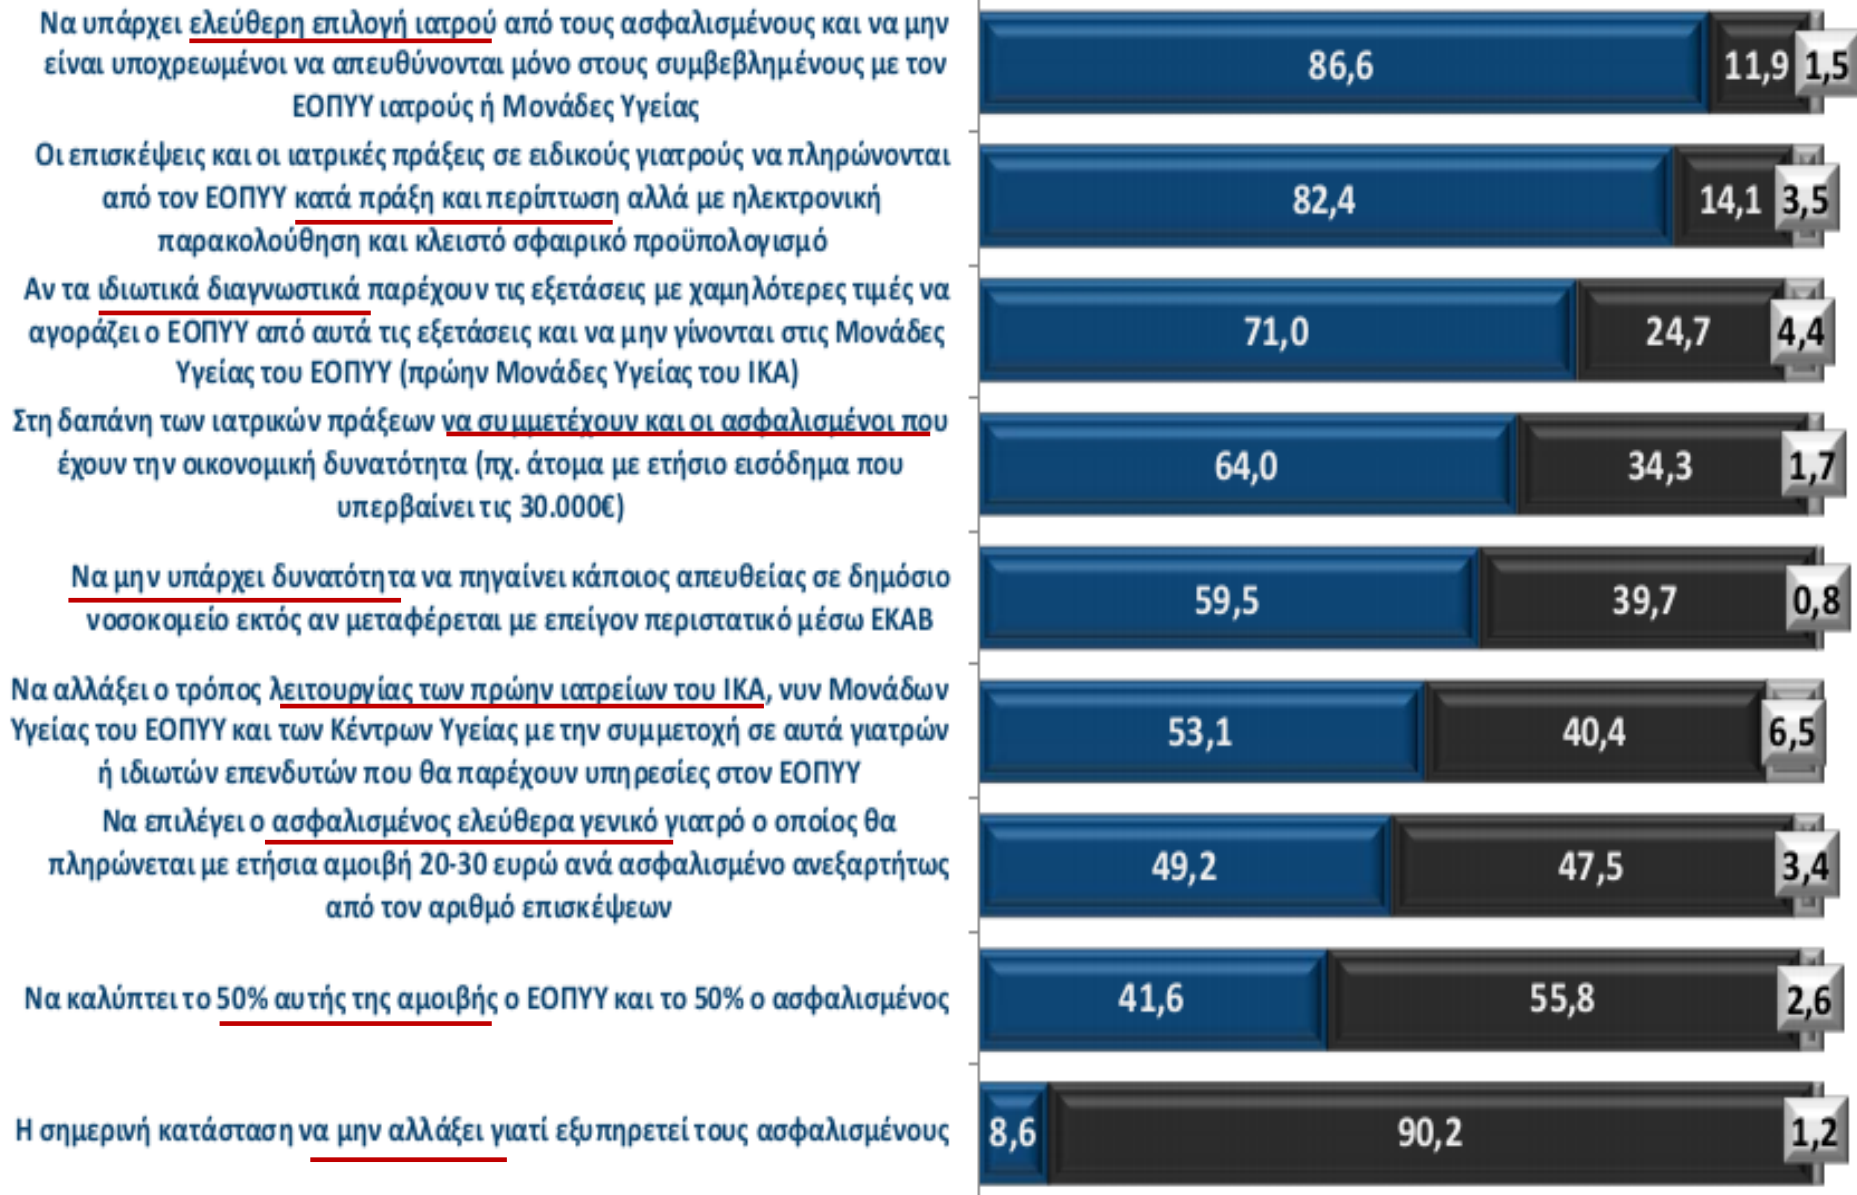 Να υπάρχει ελεύθερη επιλογή ιατρού από τους ασφαλισμένους και να μην
είναι υποχρεωμένοι να απευθύνονται μόνο στους συμβεβλημένους με τον
ΕΟΠΥΥ ιατρούς ή Μονάδες Υγείας
86,6 11,9 1,5
Οι επισκέψεις και οι ιατρικές πράξεις σε ειδικούς γιατρούς να πληρώνονται
από τον ΕΟΠΥΥ κατά πράξη και περίπτωση αλλά με ηλεκτρονική
παρακολούθηση και κλειστό σφαιρικό προϋπολογισμό
82,4 14,1 3,5
Αν τα ιδιωτικά διαγνωστικά παρέχουν τις εξετάσεις με χαμηλότερες τιμές να
αγοράζει ο ΕΟΠΥΥ από αυτά τις εξετάσεις και να μην γίνονται στις Μονάδες
Υγείας του ΕΟΠΥΥ (πρώην Μονάδες Υγείας του ΙΚΑ)
71,0 24,7 4,4
Στη δαπάνη των ιατρικών πράξεων να συμμετέχουν και οι ασφαλισμένοι που
έχουν την οικονομική δυνατότητα (πχ. άτομα με ετήσιο εισόδημα που
υπερβαίνει τις 30.000€)
64,0 34,3 1,7
Να μην υπάρχει δυνατότητα να πηγαίνει κάποιος απευθείας σε δημόσιο
νοσοκομείο εκτός αν μεταφέρεται με επείγον περιστατικό μέσω ΕΚΑΒ
59,5 39,7 0,8
Να αλλάξει ο τρόπος λειτουργίας των πρώην ιατρείων του ΙΚΑ, νυν Μονάδων
Υγείας του ΕΟΠΥΥ και των Κέντρων Υγείας με την συμμετοχή σε αυτά γιατρών
ή ιδιωτών επενδυτών που θα παρέχουν υπηρεσίες στον ΕΟΠΥΥ
53,1 40,4 6,5
Να επιλέγει ο ασφαλισμένος ελεύθερα γενικό γιατρό ο οποίος θα
πληρώνεται με ετήσια αμοιβή 20-30 ευρώ ανά ασφαλισμένο ανεξαρτήτως
από τον αριθμό επισκέψεων
49,2 47,5 3,4
Να καλύπτει το 50% αυτής της αμοιβής ο ΕΟΠΥΥ και το 50% ο ασφαλισμένος
41,6 55,8 2,6
Η σημερινή κατάσταση να μην αλλάξει γιατί εξυπηρετεί τους ασφαλισμένους
8,6 90,2 1,2